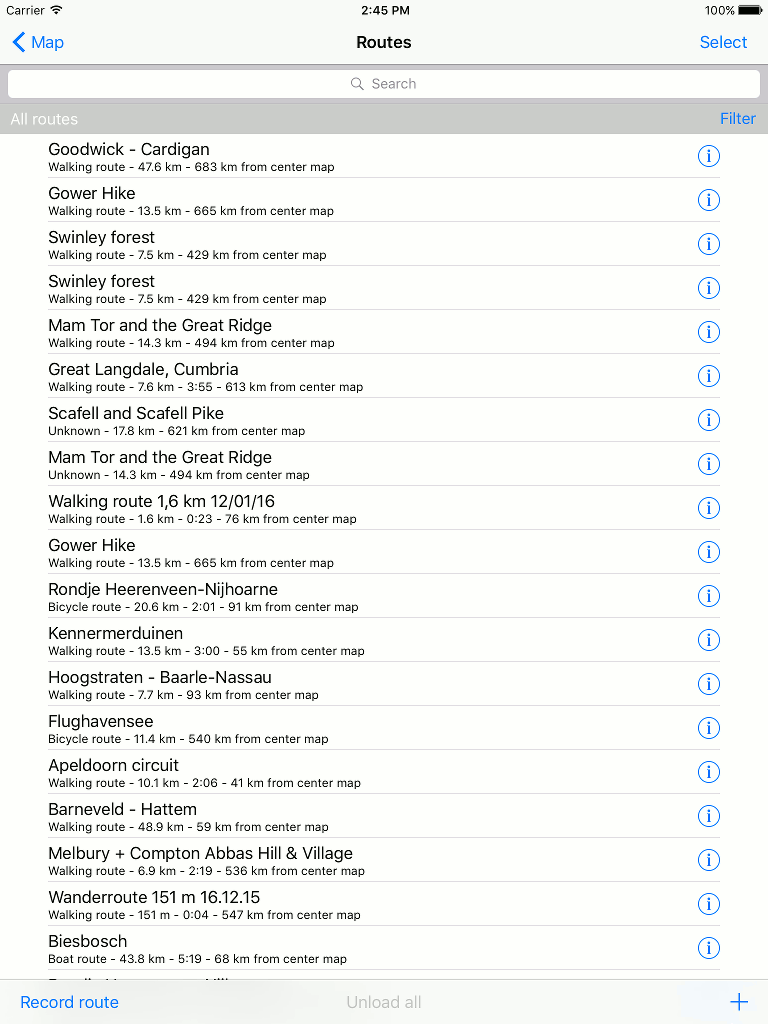 Carrier 2:45 PM 100%
Map Routes Select
Search
All routes Filter
Goodwick - Cardigan
Walking route - 47.6 km - 683 km from center map
Gower Hike
Walking route - 13.5 km - 665 km from center map
Swinley forest
Walking route - 7.5 km - 429 km from center map
Swinley forest
Walking route - 7.5 km - 429 km from center map
Mam Tor and the Great Ridge
Walking route - 14.3 km - 494 km from center map
Great Langdale, Cumbria
Walking route - 7.6 km - 3:55 - 613 km from center map
Scafell and Scafell Pike
Unknown - 17.8 km - 621 km from center map
Mam Tor and the Great Ridge
Unknown - 14.3 km - 494 km from center map
Walking route 1,6 km 12/01/16
Walking route - 1.6 km - 0:23 - 76 km from center map
Gower Hike
Walking route - 13.5 km - 665 km from center map
Rondje Heerenveen-Nijhoarne
Bicycle route - 20.6 km - 2:01 - 91 km from center map
Kennermerduinen
Walking route - 13.5 km - 3:00 - 55 km from center map
Hoogstraten - Baarle-Nassau
Walking route - 7.7 km - 93 km from center map
Flughavensee
Bicycle route - 11.4 km - 540 km from center map
Apeldoorn circuit
Walking route - 10.1 km - 2:06 - 41 km from center map
Barneveld - Hattem
Walking route - 48.9 km - 59 km from center map
Melbury + Compton Abbas Hill & Village
Walking route - 6.9 km - 2:19 - 536 km from center map
Wanderroute 151 m 16.12.15
Walking route - 151 m - 0:04 - 547 km from center map
Biesbosch
Boat route - 43.8 km - 5:19 - 68 km from center map
Record route Unload all +